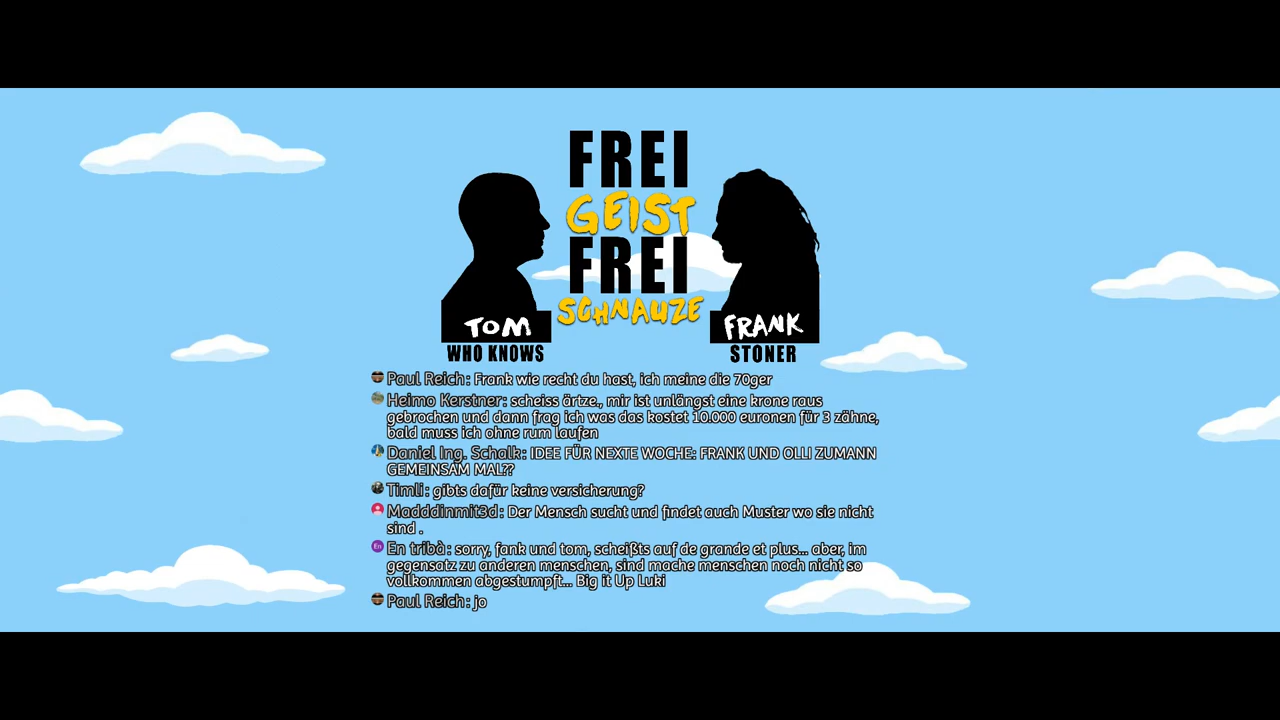 FREI
GEIST
FREI
SCHNAUZE
TOM
WHO KNOWS
FRANK
STONER
Paul Reich: Frank wie recht du hast, ich meine die 70ger
Heimo Kerstner: scheiss ärtze., mir ist unlängst eine krone raus
gebrochen und dann frag ich was das kostet 10.000 euronen für 3 zähne,
bald muss ich ohne rum laufen
Daniel Ing. Schalk: IDEE FÜR NEXTE WOCHE: FRANK UND OLLI ZUMANN
GEMEINSAM MAL??
Timli: gibts dafür keine versicherung?
Madddinmit3d: Der Mensch sucht und findet auch Muster wo sie nicht
sind .
En
En tribà: sorry, fank und tom, scheißts auf de grande et plus... aber, im
gegensatz zu anderen menschen, sind mache menschen noch nicht so
vollkommen abgestumpft... Big it Up Luki
Paul Reich: jo